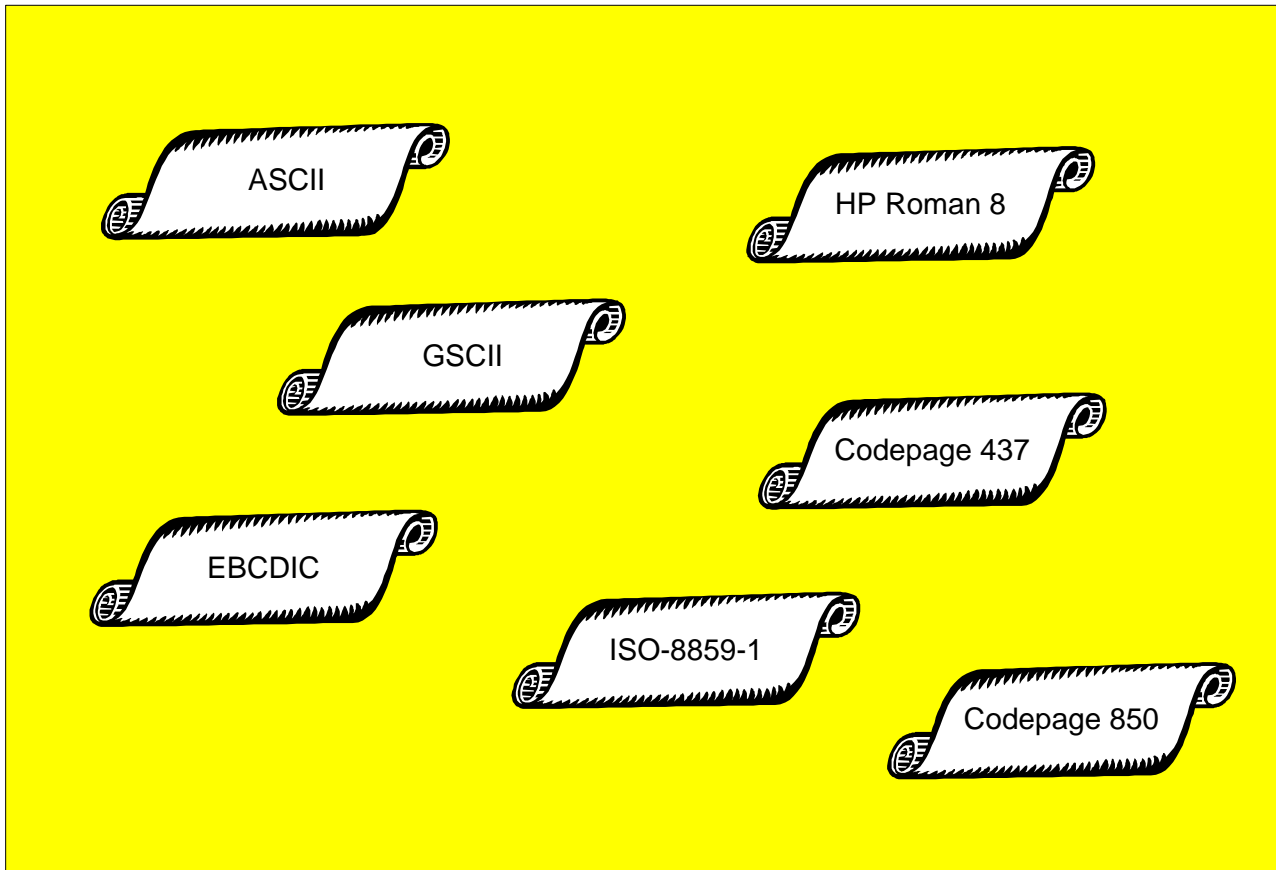 ASCII
HP Roman 8
GSCII
Codepage 437
EBCDIC
ISO-8859-1
Codepage 850